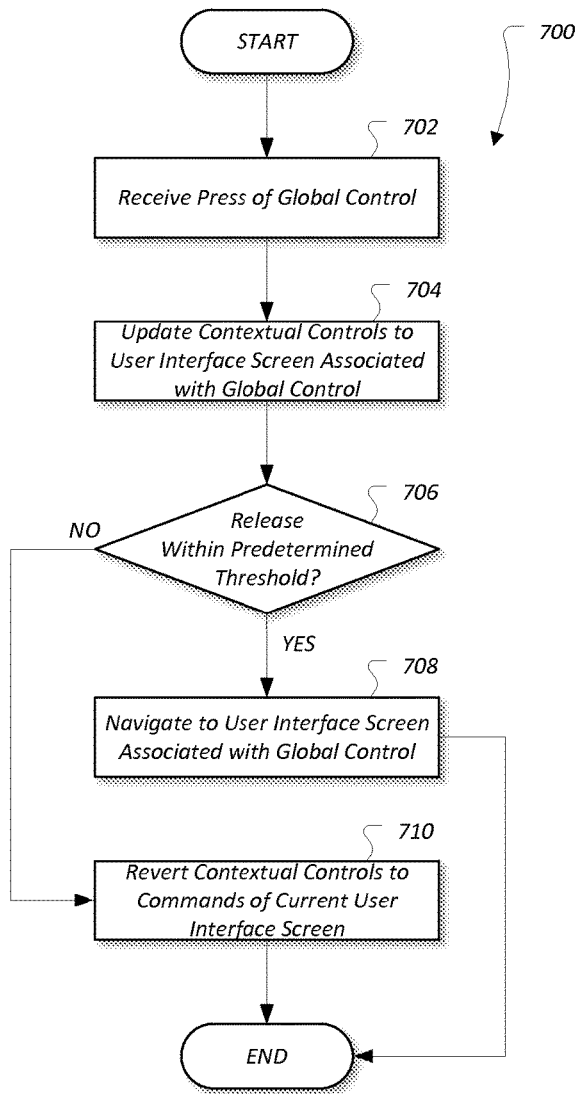 START
700
702
Receive Press of Global Control
704
Update Contextual Controls to
User Interface Screen Associated
with Global Control
706
Release
Within Predetermined
Threshold?
NO
YES
708
Navigate to User Interface Screen
Associated with Global Control
710
Revert Contextual Controls to
Commands of Current User
Interface Screen
END